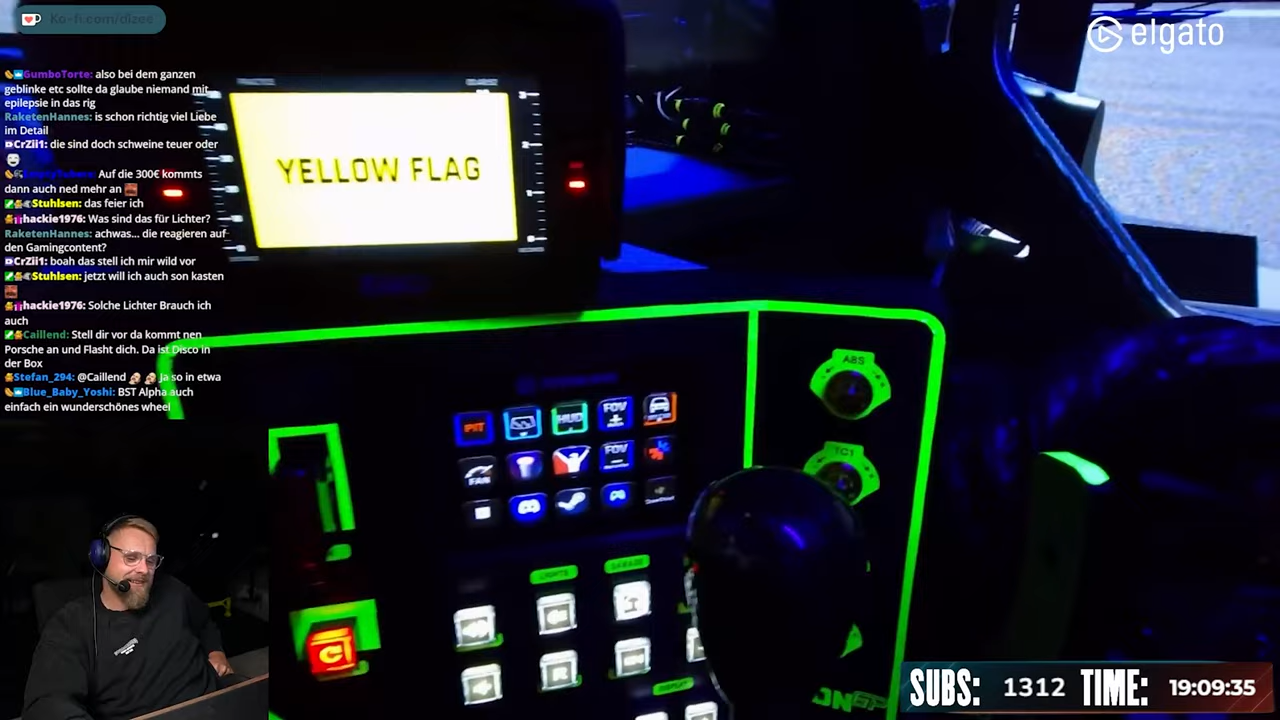 Ko-fi.com/dizee
elgato
GumboTorte: also bei dem ganzen
geblinke etc sollte da glaube niemand mit
epilepsie in das rig
RaketenHannes: is schon richtig viel Liebe
im Detail
CrZii1: die sind doch schweine teuer oder
Auf die 300€ kommts
dann auch ned mehr an
Stuhlsen: das feier ich
hackie1976: Was sind das für Lichter?
RaketenHannes: achwas... die reagieren auf
den Gamingcontent?
CrZii1: boah das stell ich mir wild vor
Stuhlsen: jetzt will ich auch son kasten
hackie1976: Solche Lichter Brauch ich
auch
Caillend: Stell dir vor da kommt nen
Porsche an und Flasht dich. Da ist Disco in
der Box
Stefan_294: @Caillend Ja so in etwa
Blue_Baby_Yoshi: BST Alpha auch
einfach ein wunderschönes wheel
YELLOW FLAG
ABS
TC1
PIT
HUD
FOV
FOV
FAN
LIGHTS
GARAGE
R
SUBS: 1312 TIME: 19:09:35